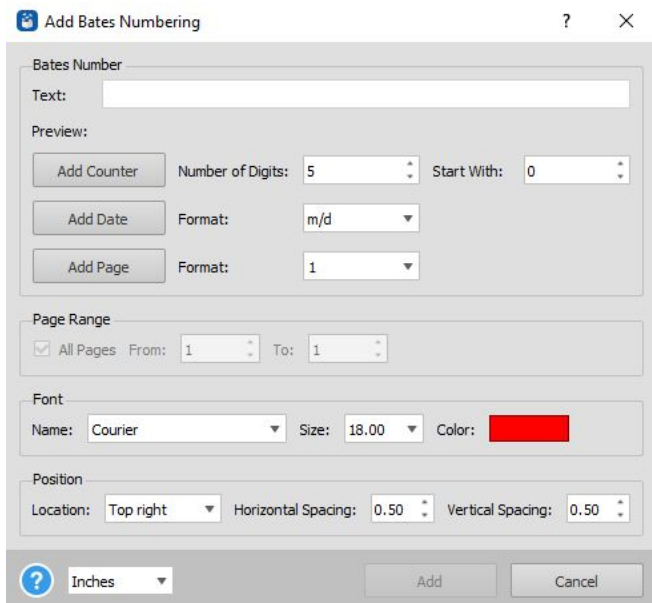 Add Bates Numbering ?
Bates Number
Text:
Preview:
Add Counter Number of Digits: 5 Start With: 0
Add Date Format: m/d
Add Page Format: 1
Page Range
All Pages From: 1 To: 1
Font
Name: Courier Size: 18.00 Color:
Position
Location: Top right Horizontal Spacing: 0.50 Vertical Spacing: 0.50
? Inches Add Cancel